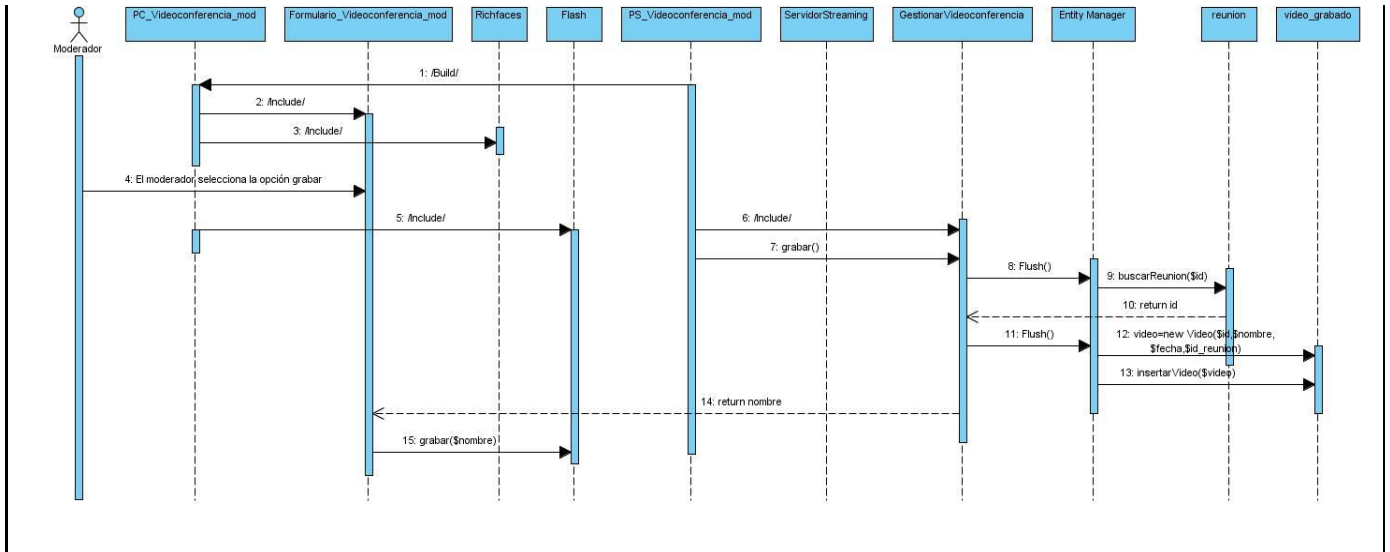 PC_Videoconferencia_mod
Formulario_Videoconferencia_mod
Richfaces
Flash
PS_Videoconferencia_mod
ServidorStreaming
GestionarVideoconferencia
Entity Manager
reunion
video_grabado
Moderador
1: /Build/
2: /Include/
3: /Include/
4: El moderador selecciona la opción grabar
5: /Include/
6: /Include/
7: grabar()
8: Flush()
9: buscarReunion($id)
10: return id
11: Flush()
12: video=new Video($id,$nombre,
$fecha,$id_reunion)
13: insertarVideo($video)
14: return nombre
15: grabar($nombre)